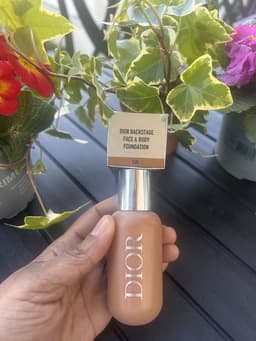 DIOR BACKSTAGE
FACE & BODY
FOUNDATION
DIOR